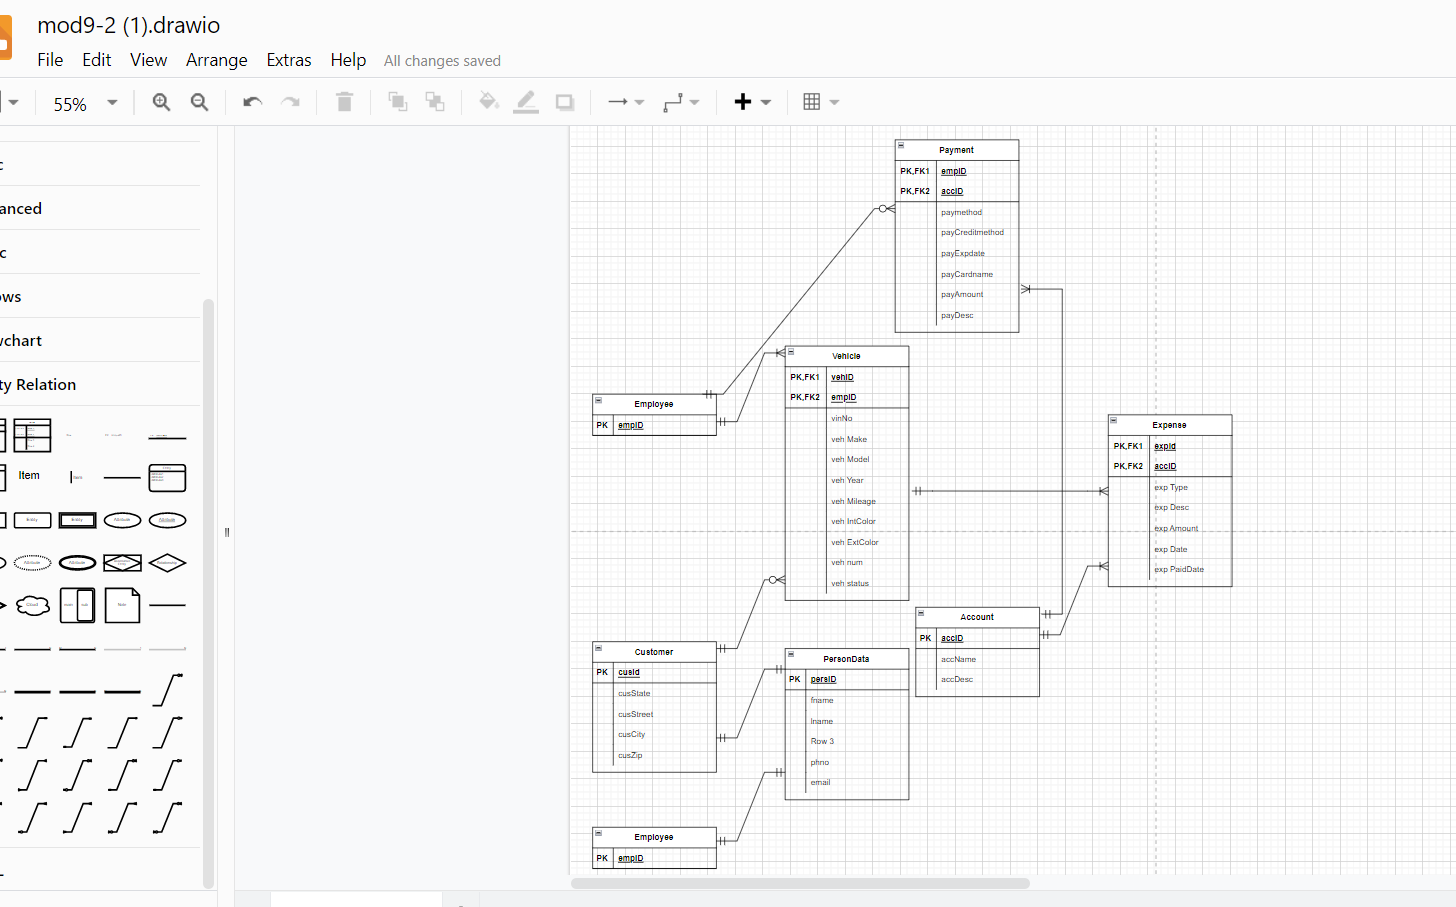 mod9-2 (1).drawio
File Edit View Arrange Extras Help All changes saved
55%
c
anced
c
ows
vchart
ty Relation
Item
Payment
PK,FK1 empID
PK,FK2 accID
paymethod
payCreditmethod
payExpdate
payCardname
payAmount
payDesc
Vehicle
PK,FK1 vehID
PK,FK2 empID
vinNo
veh Make
veh Model
veh Year
veh Mileage
veh IntColor
veh ExtColor
veh num
veh status
Employee
PK empID
Expense
PK,FK1 expId
PK,FK2 accID
exp Type
exp Desc
exp Amount
exp Date
exp PaidDate
Account
PK accID
accName
accDesc
Customer
PK cusId
cusState
cusStreet
cusCity
cusZip
PersonData
PK persID
fname
lname
Row 3
phno
email
Employee
PK empID